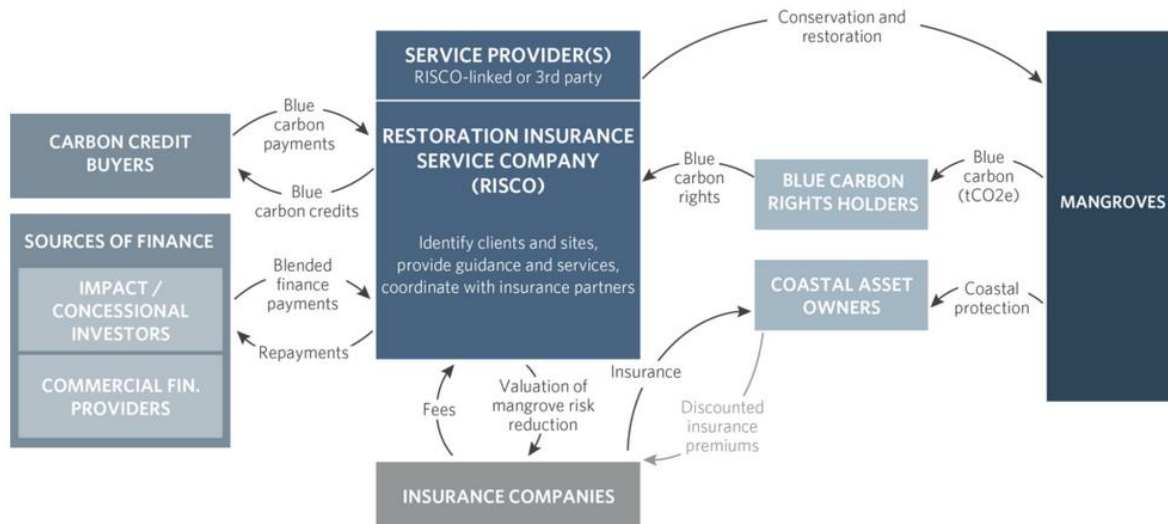 Conservation and
restoration
SERVICE PROVIDER(S)
RISCO-linked or 3rd party
Blue
carbon
payments
CARBON CREDIT
BUYERS
Blue
carbon credits
RESTORATION INSURANCE
SERVICE COMPANY
(RISCO)
Identify clients and sites,
provide guidance and services,
coordinate with insurance partners
Blue
carbon
rights
BLUE CARBON
RIGHTS HOLDERS
Blue
carbon
(tCO2e)
MANGROVES
SOURCES OF FINANCE
IMPACT /
CONCESSIONAL
INVESTORS
COMMERCIAL FIN.
PROVIDERS
Blended
finance
payments
Repayments
COASTAL ASSET
OWNERS
Coastal
protection
Fees
Valuation of
mangrove risk
reduction
Insurance
Discounted
insurance
premiums
INSURANCE COMPANIES